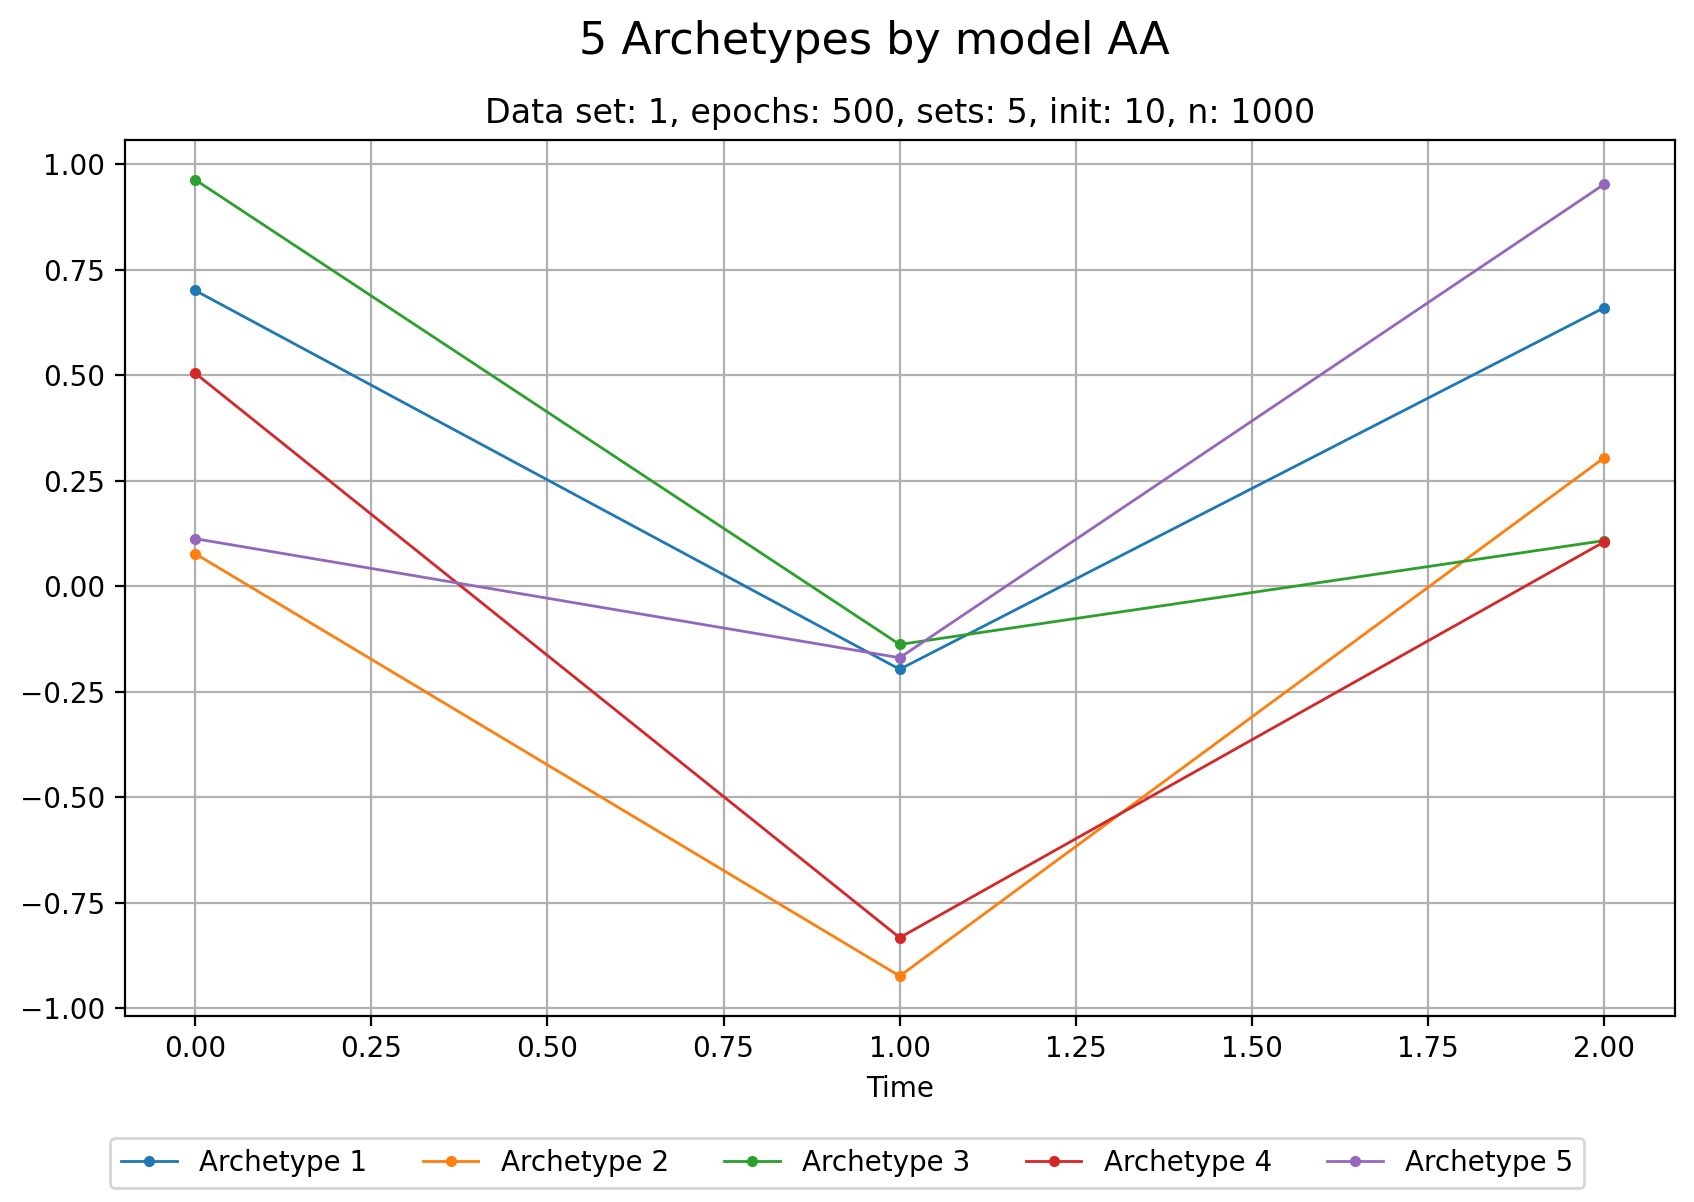 5 Archetypes by model AA
Data set: 1, epochs: 500, sets: 5, init: 10, n: 1000
1.00
0.75
0.50
0.25
0.00
−0.25
−0.50
−0.75
−1.00
0.00 0.25 0.50 0.75 1.00 1.25 1.50 1.75 2.00
Time
Archetype 1 Archetype 2 Archetype 3 Archetype 4 Archetype 5